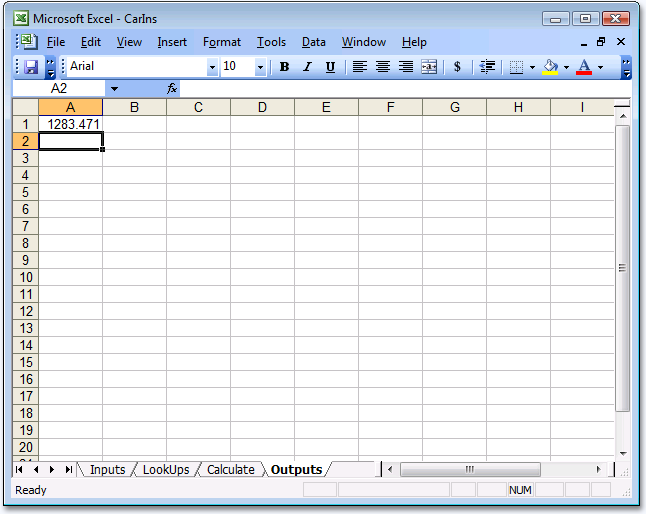 Microsoft Excel - CarIns
File Edit View Insert Format Tools Data Window Help
Arial 10 B I U $ A
A2 fx
A B C D E F G H I
1 1283.471
2
3
4
5
6
7
8
9
10
11
12
13
14
15
16
17
18
19
20
Inputs LookUps Calculate Outputs
Ready NUM